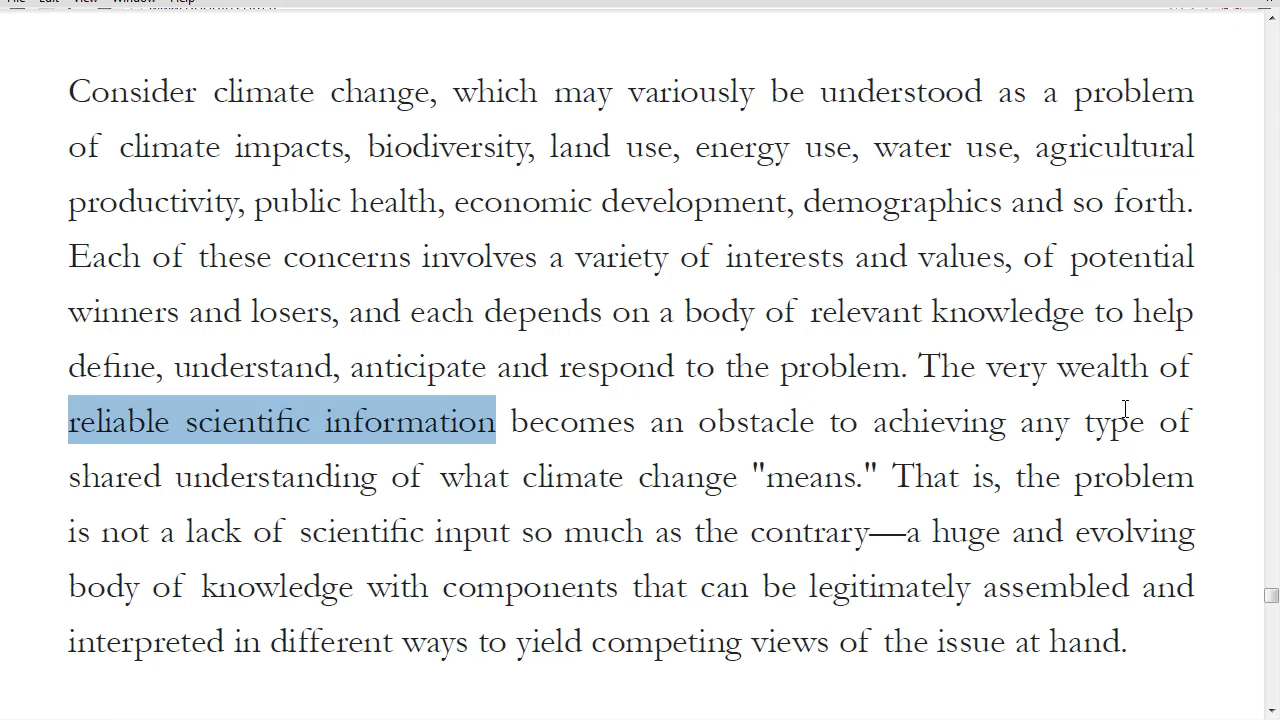 File Edit View Window Help
Consider climate change, which may variously be understood as a problem
of climate impacts, biodiversity, land use, energy use, water use, agricultural
productivity, public health, economic development, demographics and so forth.
Each of these concerns involves a variety of interests and values, of potential
winners and losers, and each depends on a body of relevant knowledge to help
define, understand, anticipate and respond to the problem. The very wealth of
reliable scientific information becomes an obstacle to achieving any type of
shared understanding of what climate change "means." That is, the problem
is not a lack of scientific input so much as the contrary—a huge and evolving
body of knowledge with components that can be legitimately assembled and
interpreted in different ways to yield competing views of the issue at hand.